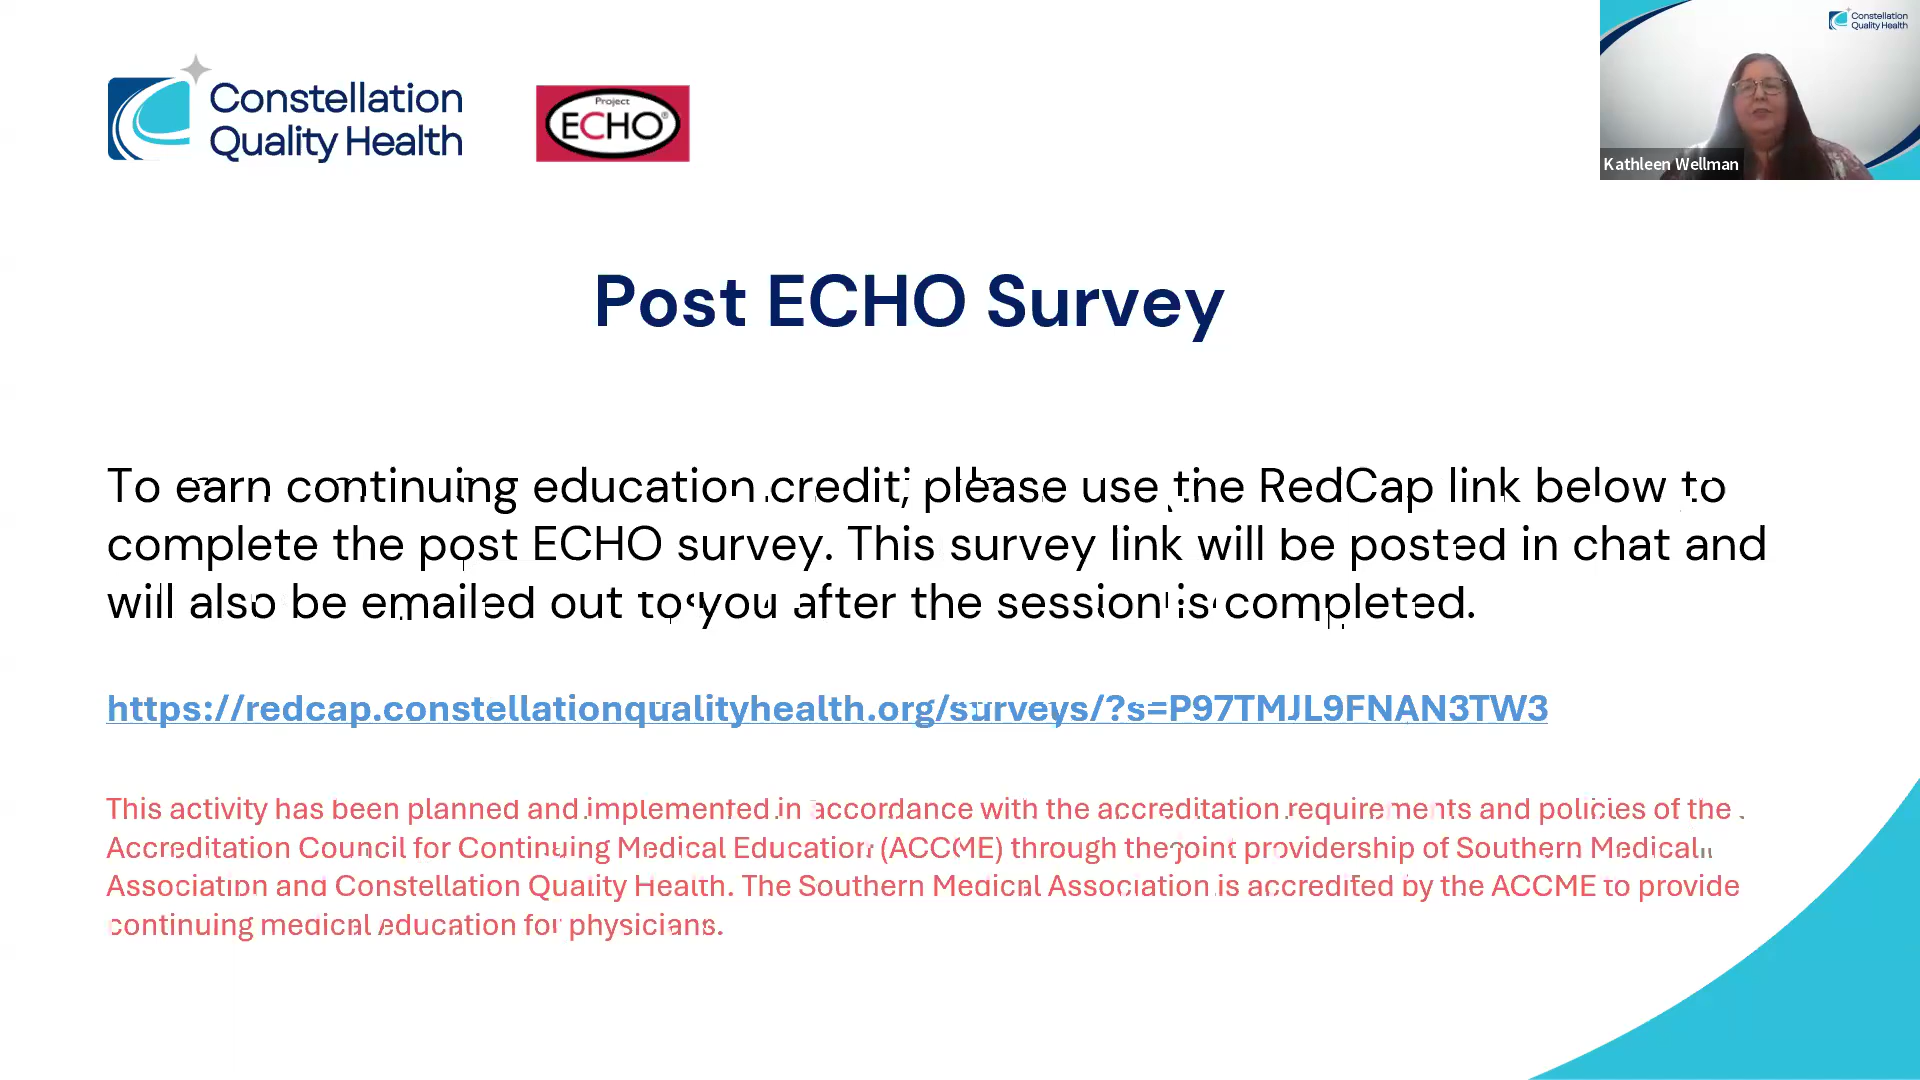 Constellation
Quality Health
Project
ECHO®
Constellation
Quality Health
Kathleen Wellman
Post ECHO Survey
To earn continuing education credit, please use the RedCap link below to
complete the post ECHO survey. This survey link will be posted in chat and
will also be emailed out to you after the session is completed.
https://redcap.constellationqualityhealth.org/surveys/?s=P97TMJL9FNAN3TW3
This activity has been planned and implemented in accordance with the accreditation requirements and policies of the
Accreditation Council for Continuing Medical Education (ACCME) through the joint providership of Southern Medical
Association and Constellation Quality Health. The Southern Medical Association is accredited by the ACCME to provide
continuing medical education for physicians.